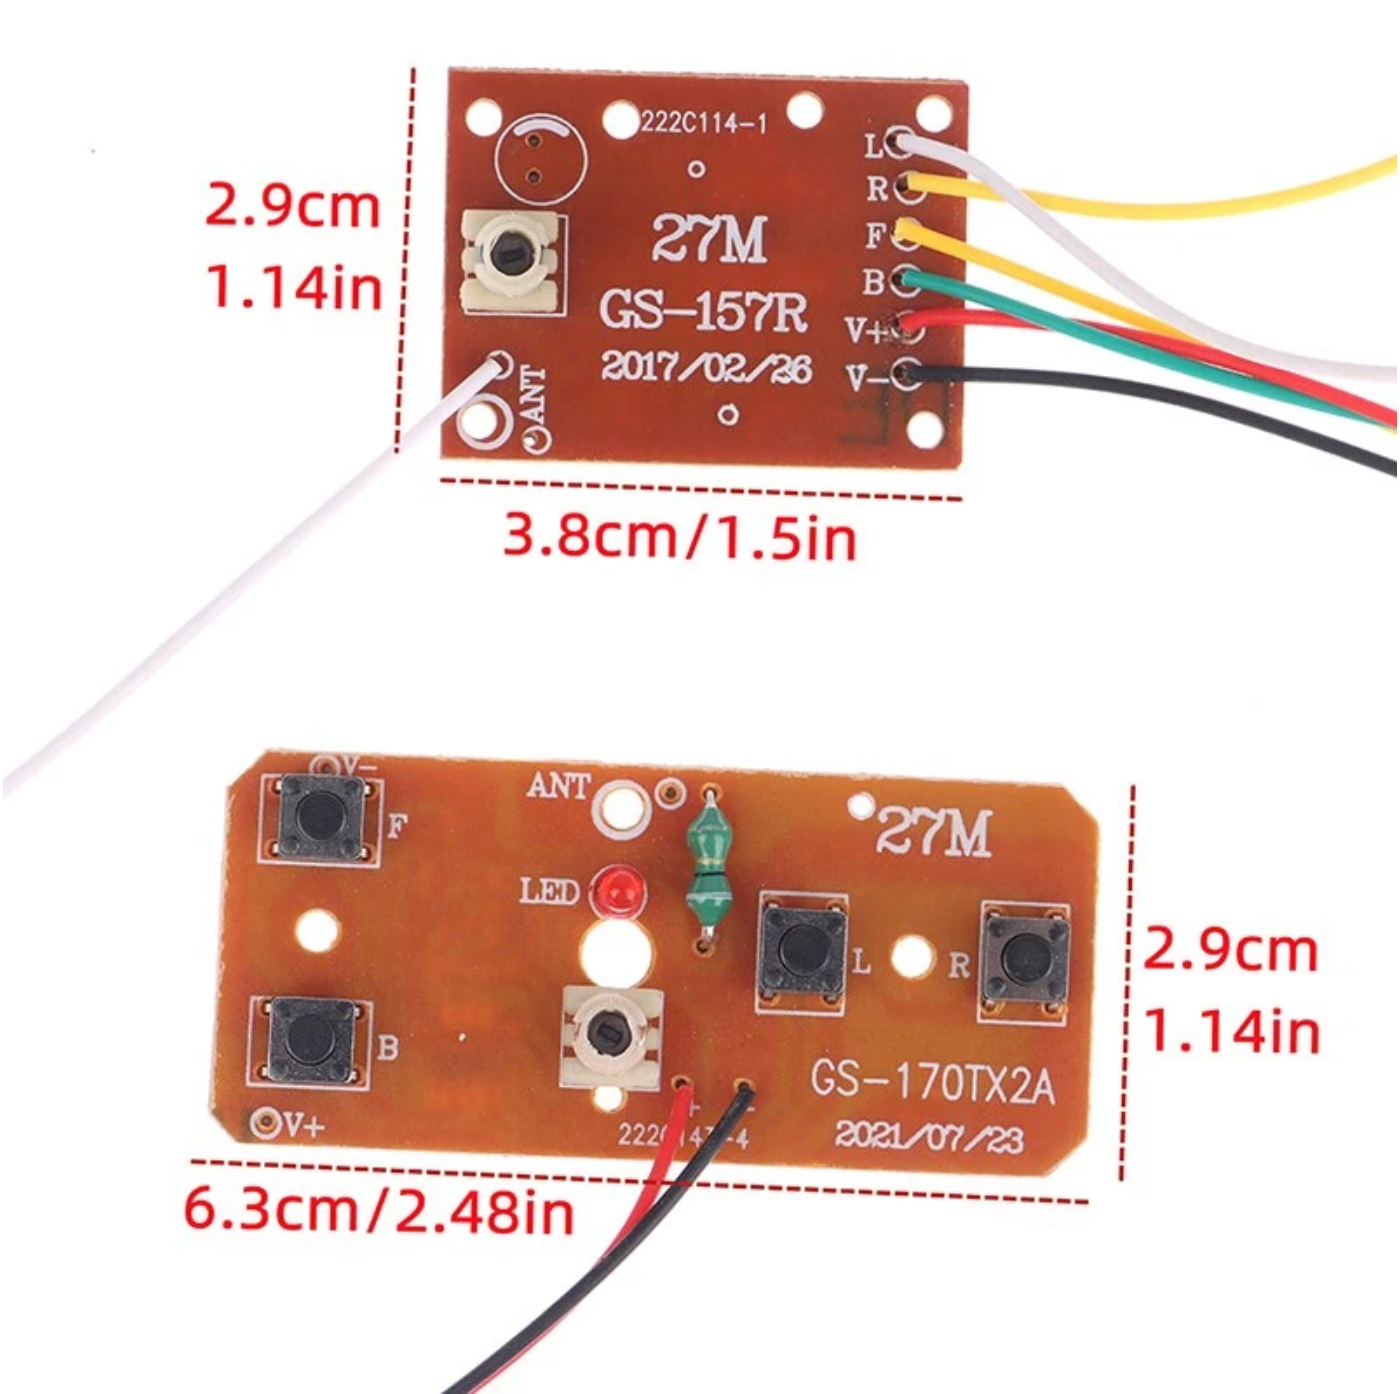 222C114-1
L
R
2.9cm
27M
F
B
1.14in
GS-157R
V+
2017/02/26
V-
ANT
3.8cm/1.5in
V-
ANT
27M
F
LED
2.9cm
L
R
B
1.14in
GS-170TX2A
V+
+
-
2021/07/23
6.3cm/2.48in